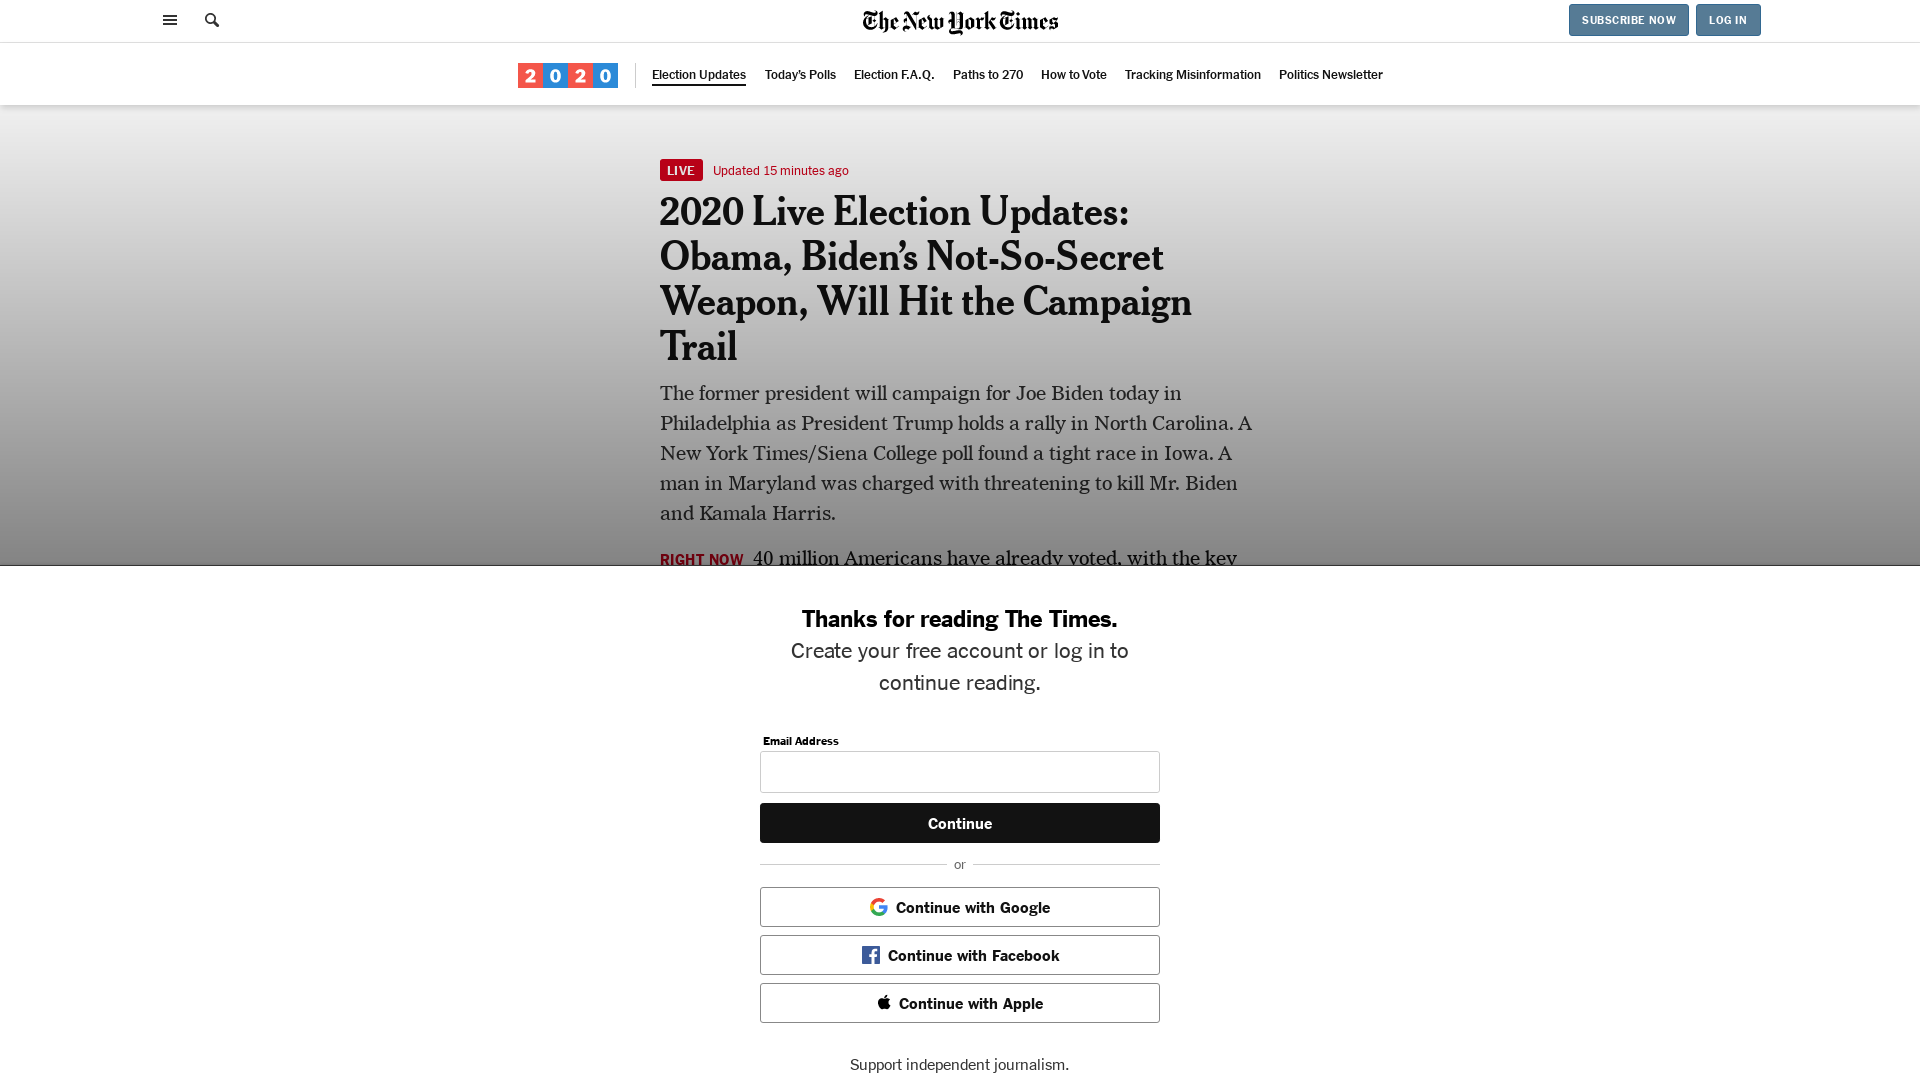 The New York Times
SUBSCRIBE NOW
LOG IN
2020
Election Updates
Today's Polls
Election F.A.Q.
Paths to 270
How to Vote
Tracking Misinformation
Politics Newsletter
LIVE Updated 15 minutes ago
2020 Live Election Updates:
Obama, Biden’s Not-So-Secret
Weapon, Will Hit the Campaign
Trail
The former president will campaign for Joe Biden today in
Philadelphia as President Trump holds a rally in North Carolina. A
New York Times/Siena College poll found a tight race in Iowa. A
man in Maryland was charged with threatening to kill Mr. Biden
and Kamala Harris.
RIGHT NOW 40 million Americans have already voted, with the key
Thanks for reading The Times.
Create your free account or log in to
continue reading.
Email Address
Continue
or
Continue with Google
Continue with Facebook
Continue with Apple
Support independent journalism.